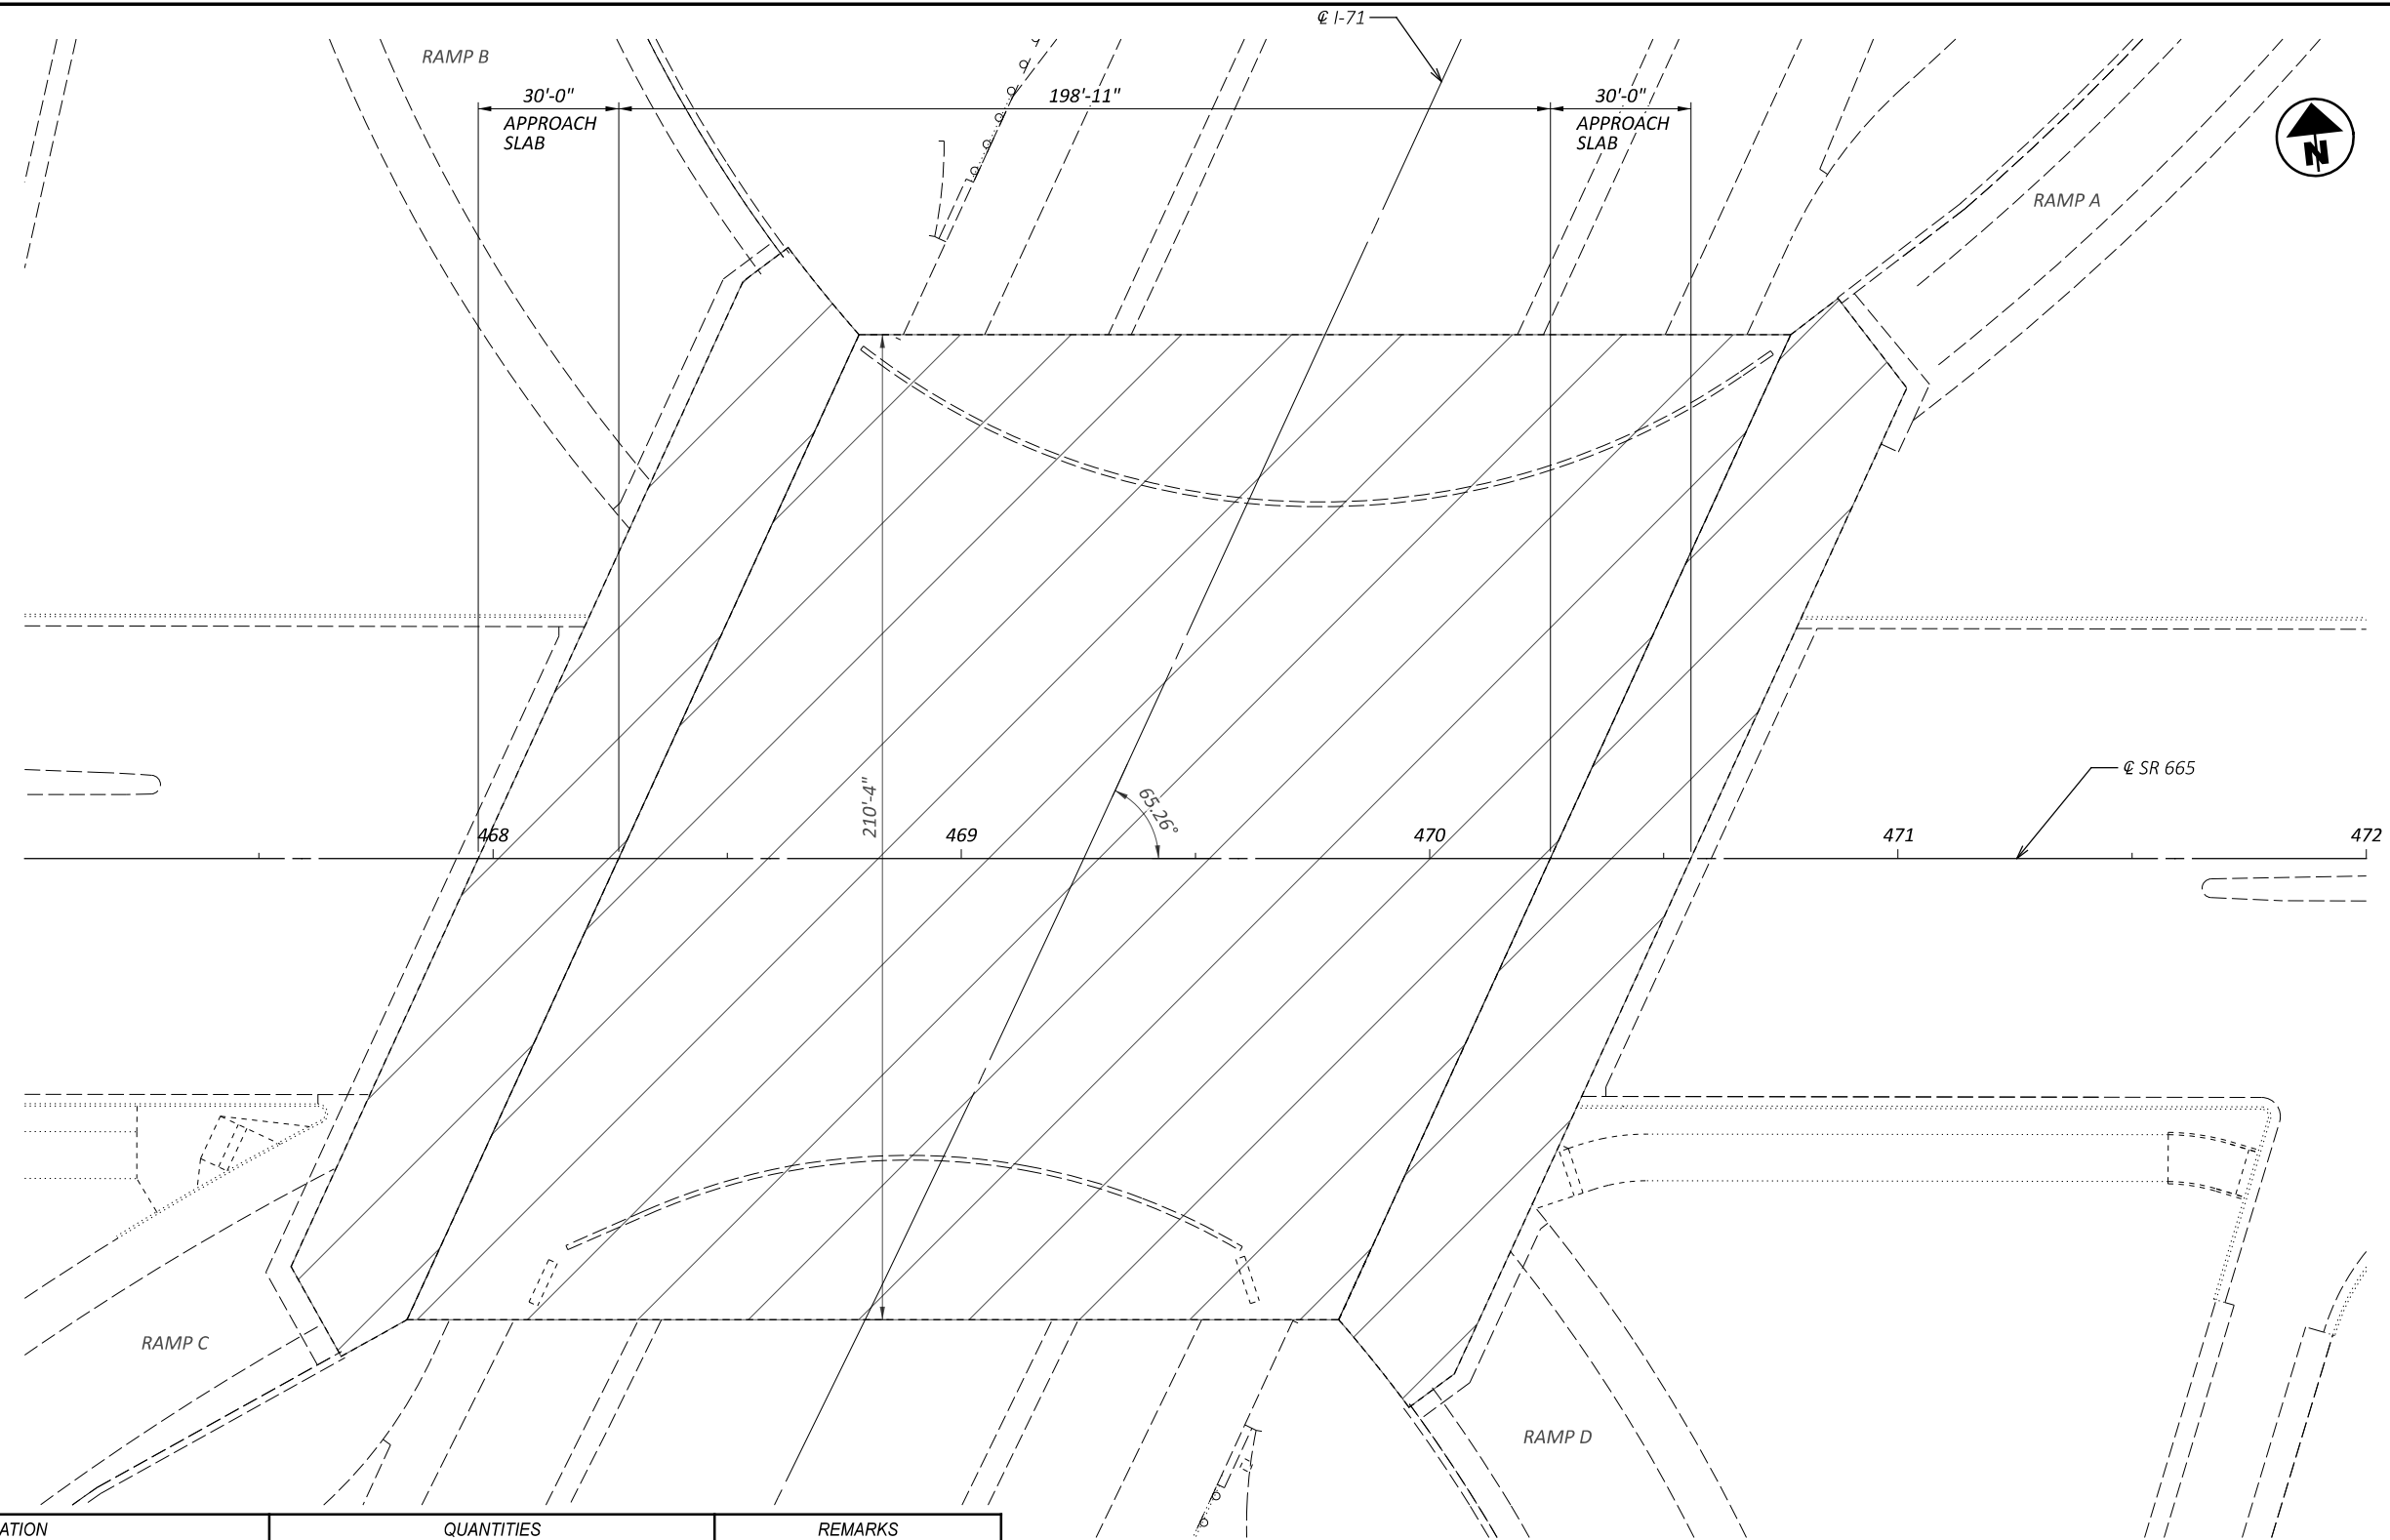 ℄ I-71
RAMP B
30'-0"
198'-11"
30'-0"
APPROACH
SLAB
APPROACH
SLAB
N
RAMP A
℄ SR 665
210'-4"
65.26°
468
469
470
471
472
RAMP C
RAMP D
ATION
QUANTITIES
REMARKS